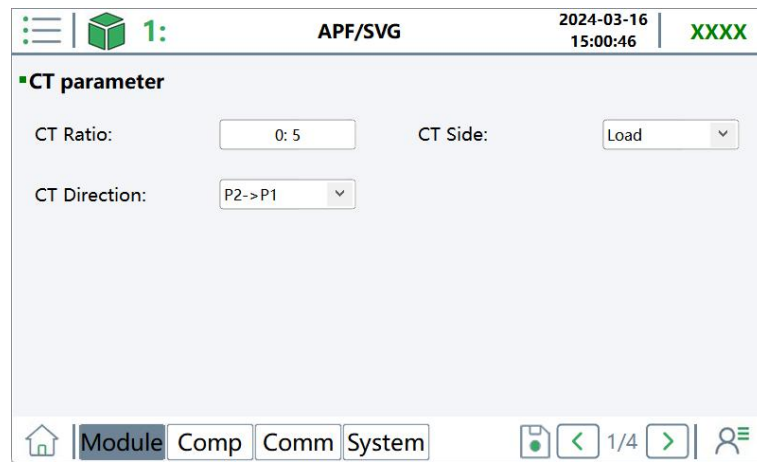 1: APF/SVG 2024-03-16 XXXX
15:00:46
CT parameter
CT Ratio: 0: 5 CT Side: Load
CT Direction: P2->P1
Module Comp Comm System 1/4